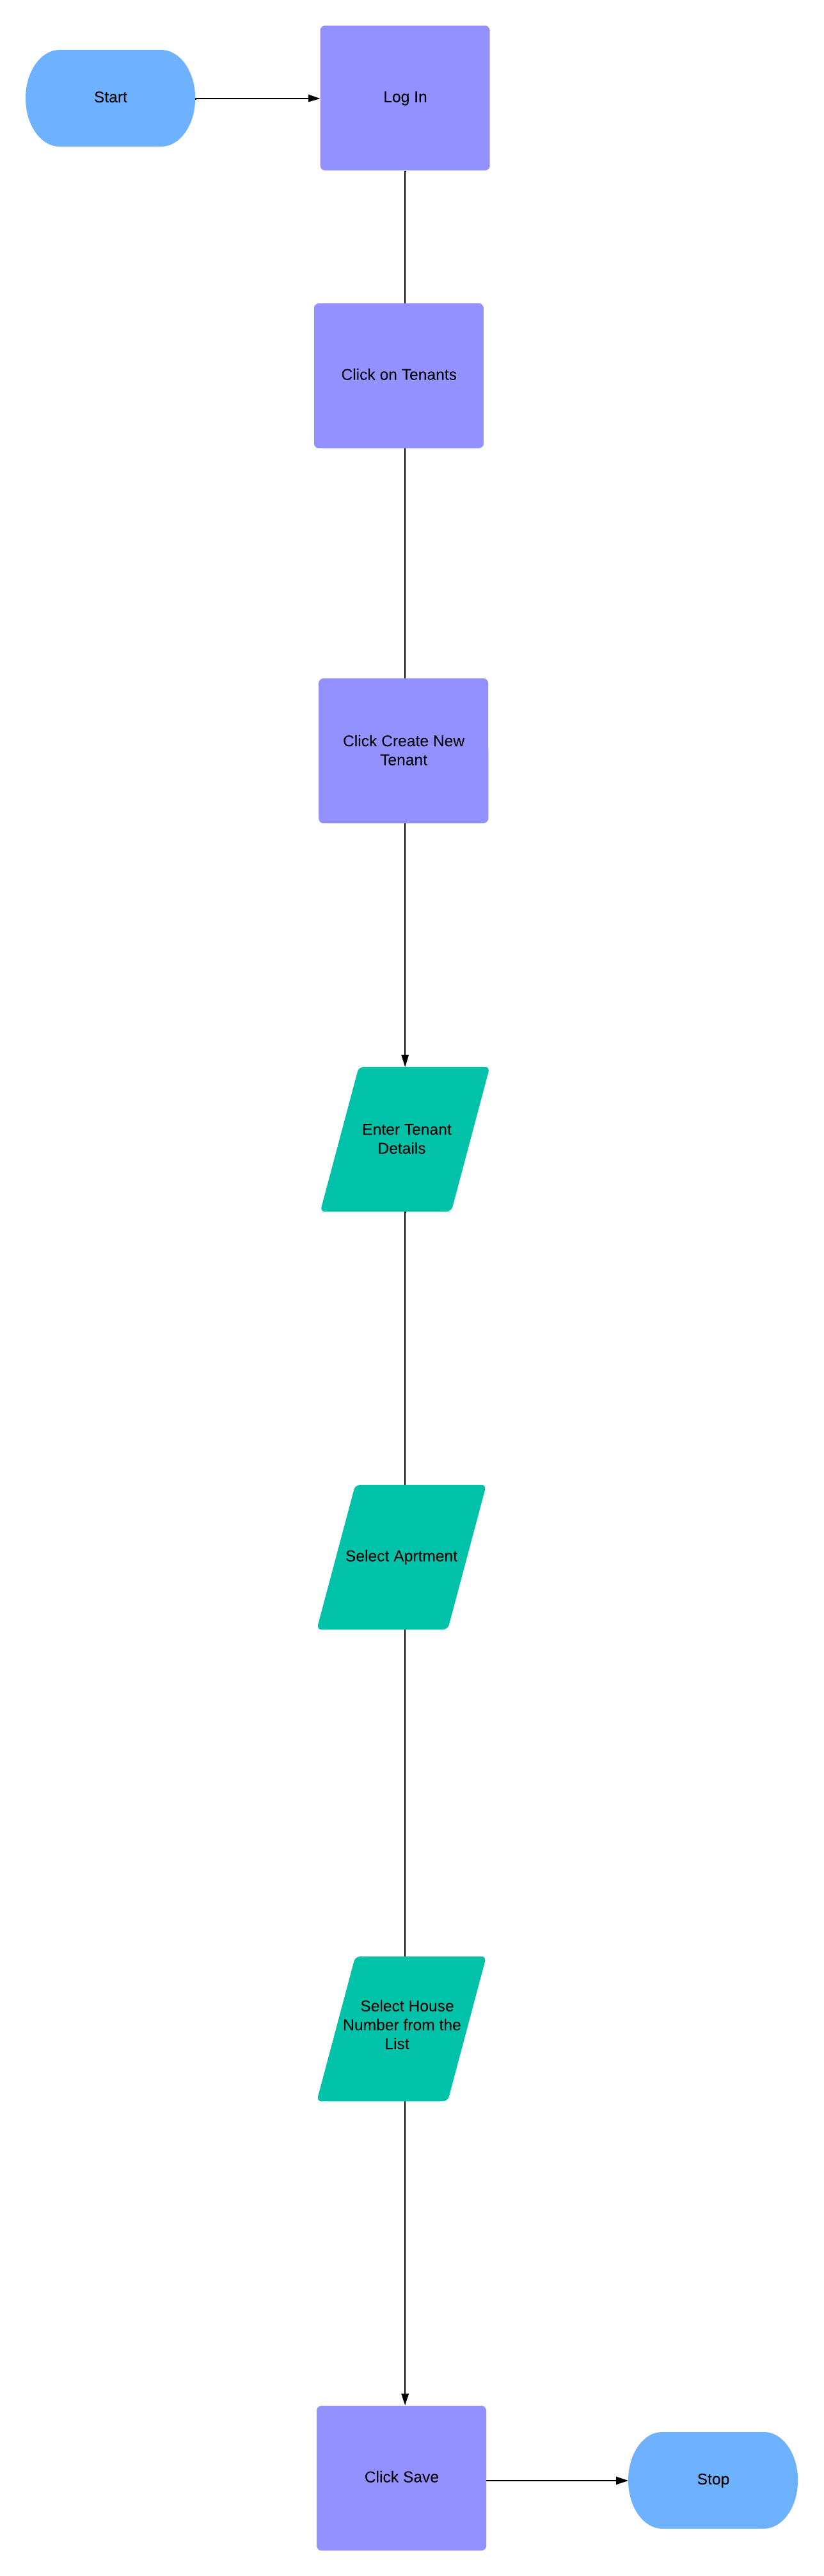 Start
Log In
Click on Tenants
Click Create New
Tenant
Enter Tenant
Details
Select Aprtment
Select House
Number from the
List
Click Save
Stop